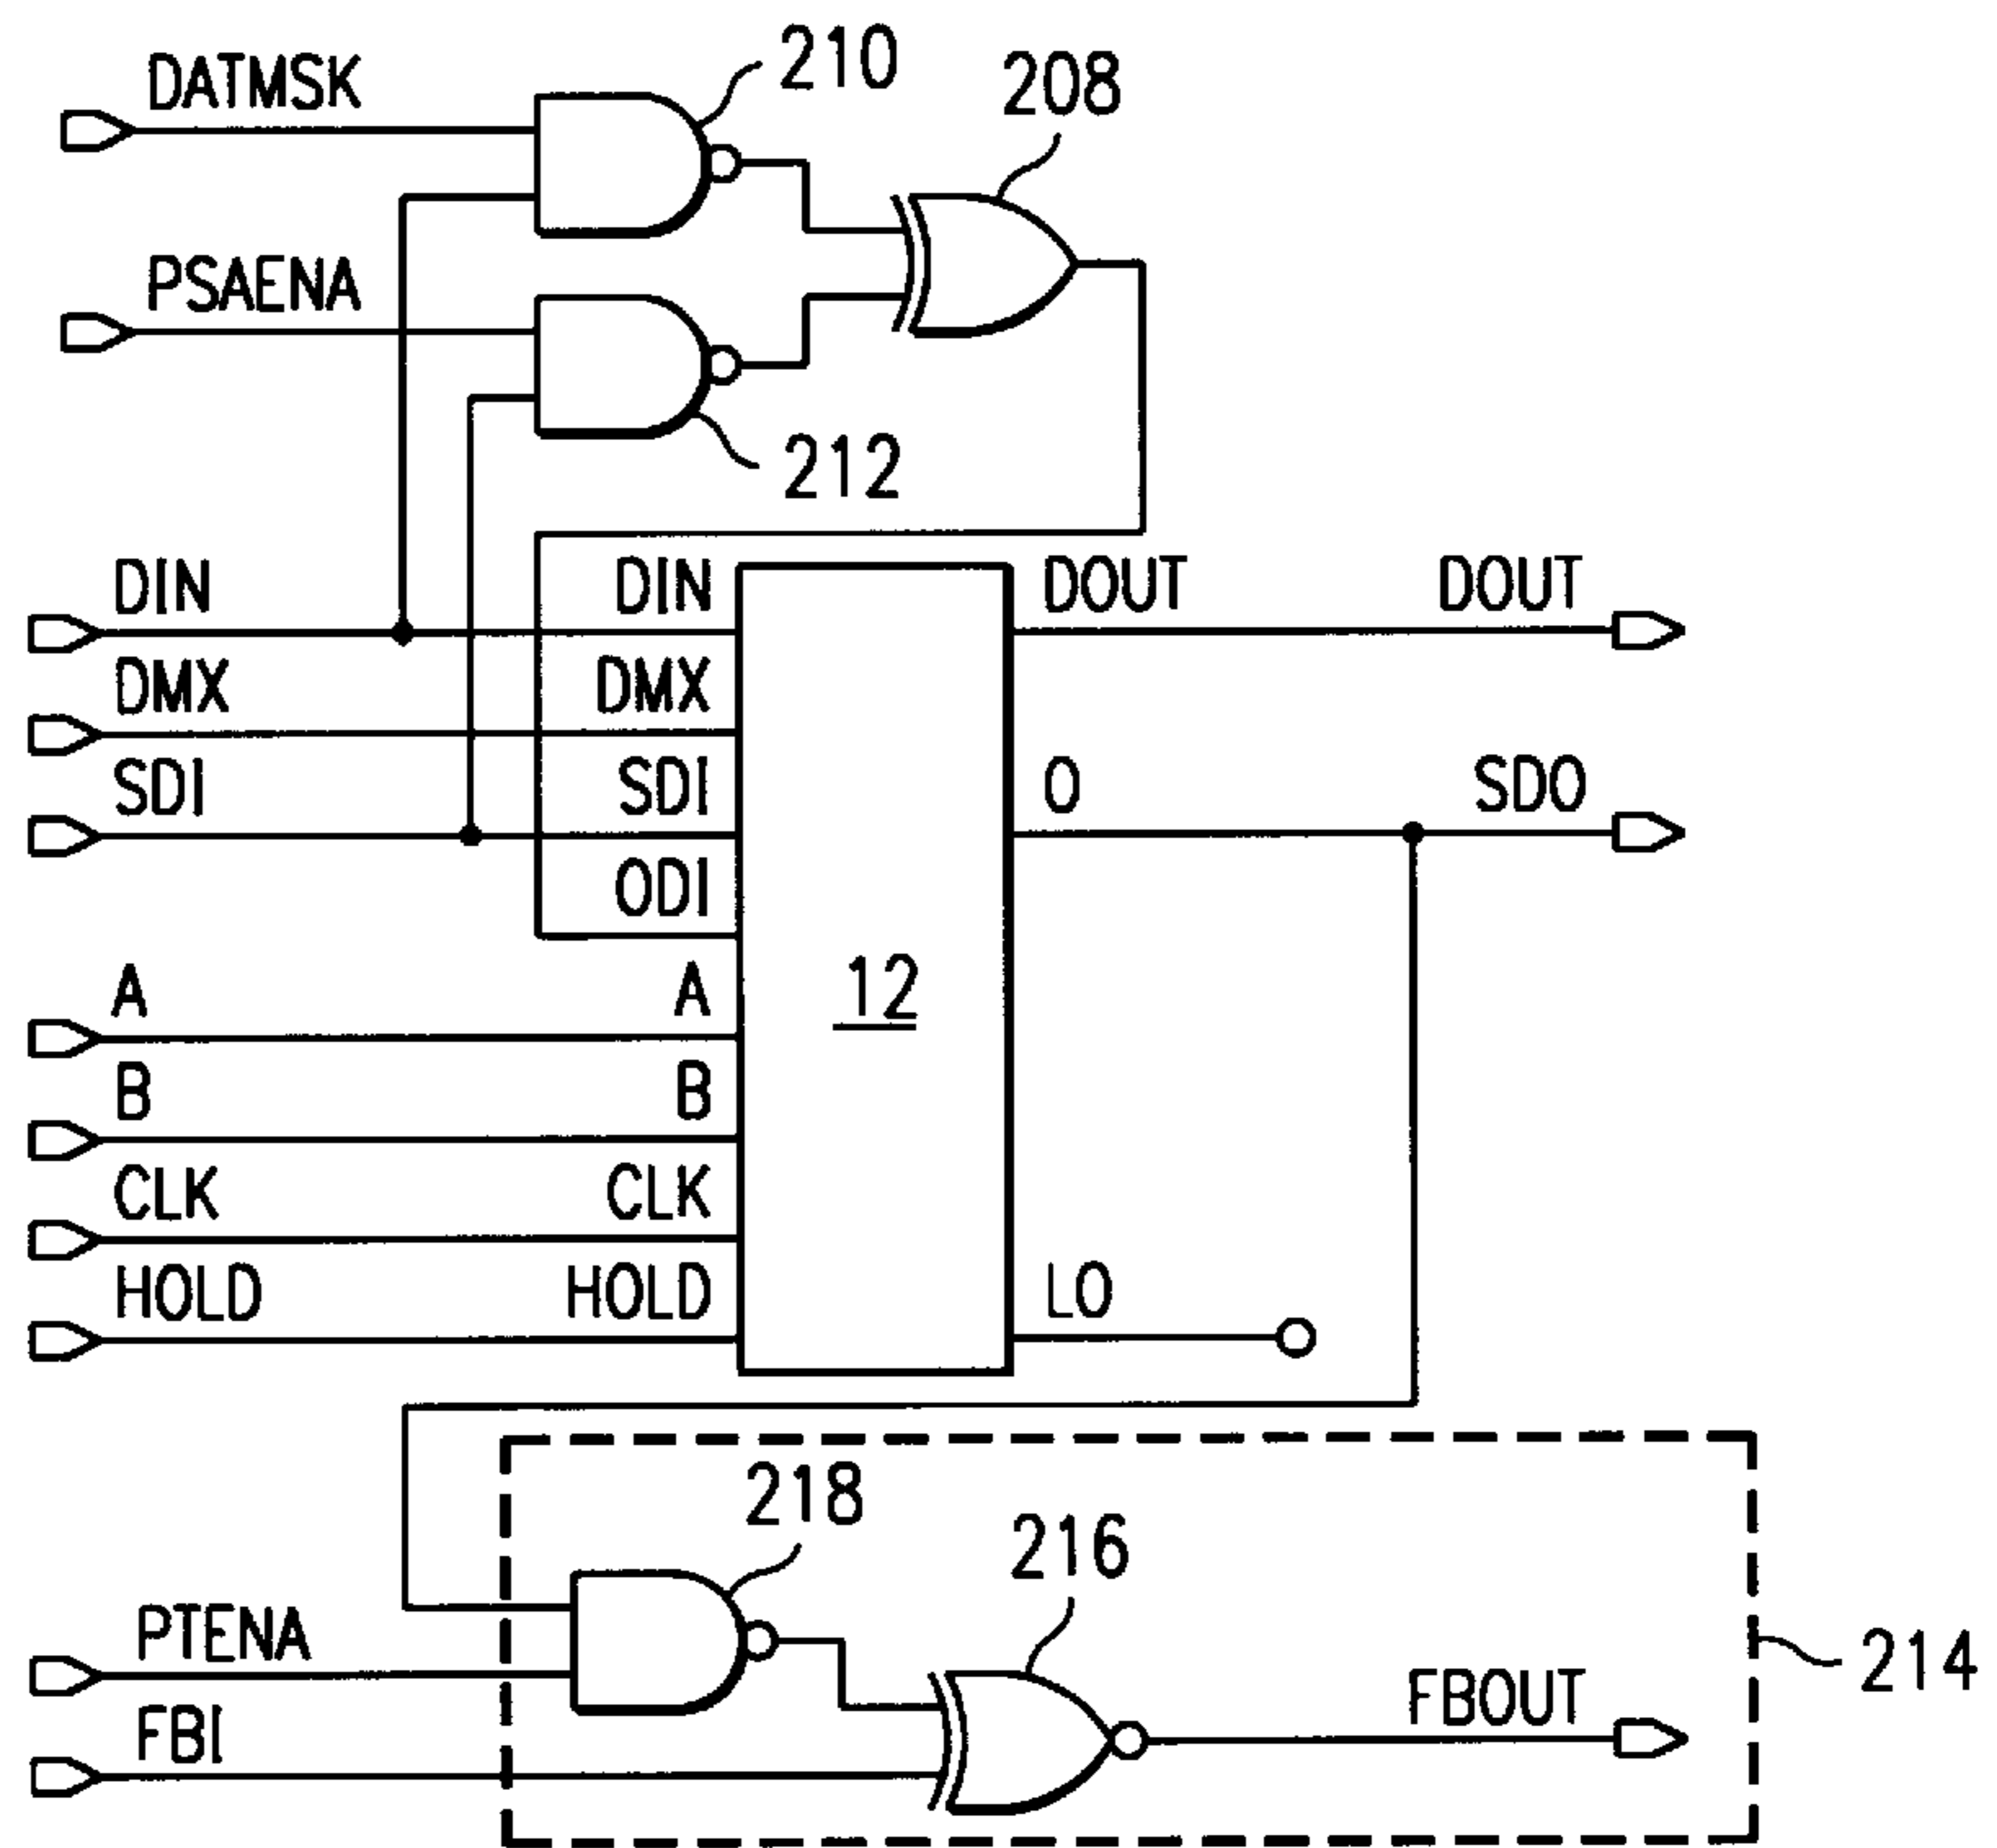 210
DATMSK
208
PSAENA
212
DIN DIN DOUT DOUT
DMX DMX
SDI SDI O SDO
ODI
A A 12
B B
CLK CLK
HOLD HOLD LO
218
216
PTENA
214
FBI FBOUT